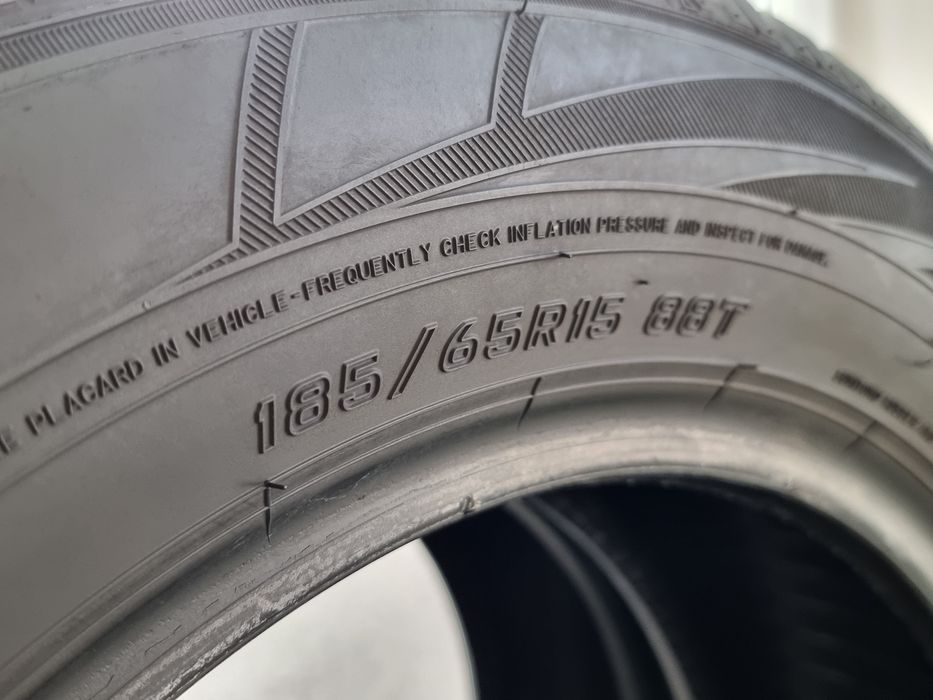 PLACARD IN VEHICLE-FREQUENTLY CHECK INFLATION PRESSURE AND INSPECT FOR DAMAGE.
185/65R15 88T